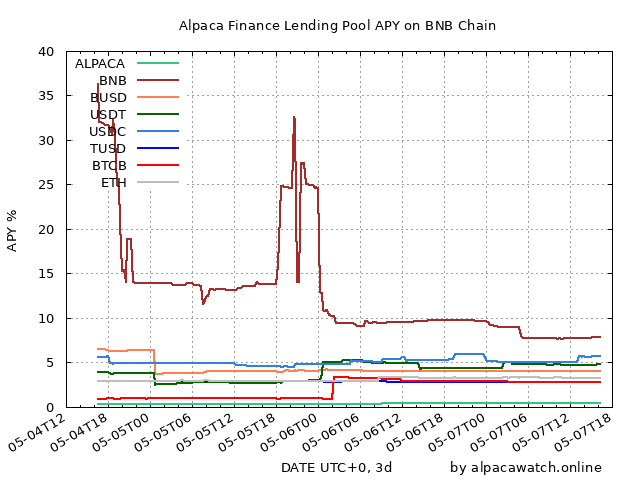 Alpaca Finance Lending Pool APY on BNB Chain
40
35
30
25
20
15
10
5
0
APY %
ALPACA
BNB
BUSD
USDT
USDC
TUSD
BTCB
ETH
05-04T12
05-04T18
05-05T00
05-05T06
05-05T12
05-05T18
05-06T00
05-06T06
05-06T12
05-06T18
05-07T00
05-07T06
05-07T12
05-07T18
DATE UTC+0, 3d
by alpacawatch.online